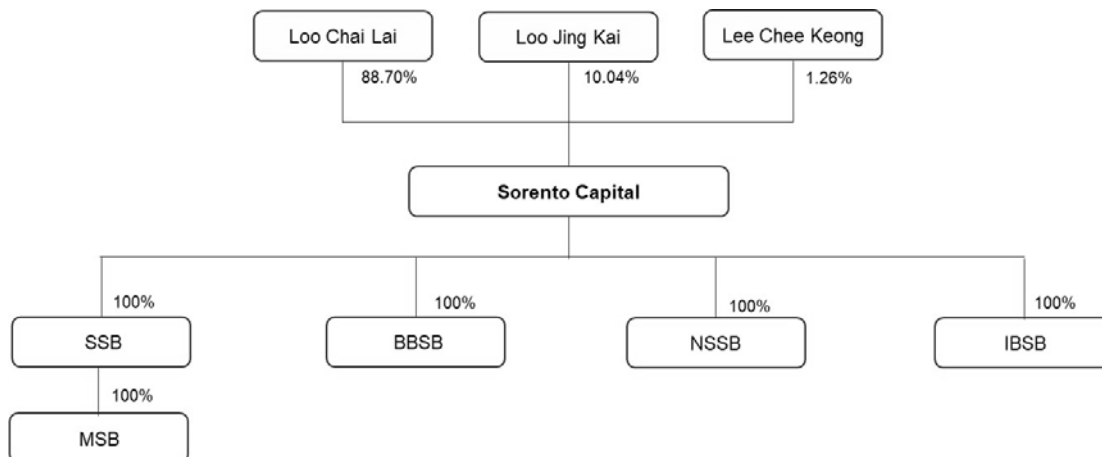 Loo Chai Lai
Loo Jing Kai
Lee Chee Keong
88.70%
10.04%
1.26%
Sorento Capital
100%
100%
100%
100%
SSB
BBSB
NSSB
IBSB
100%
MSB